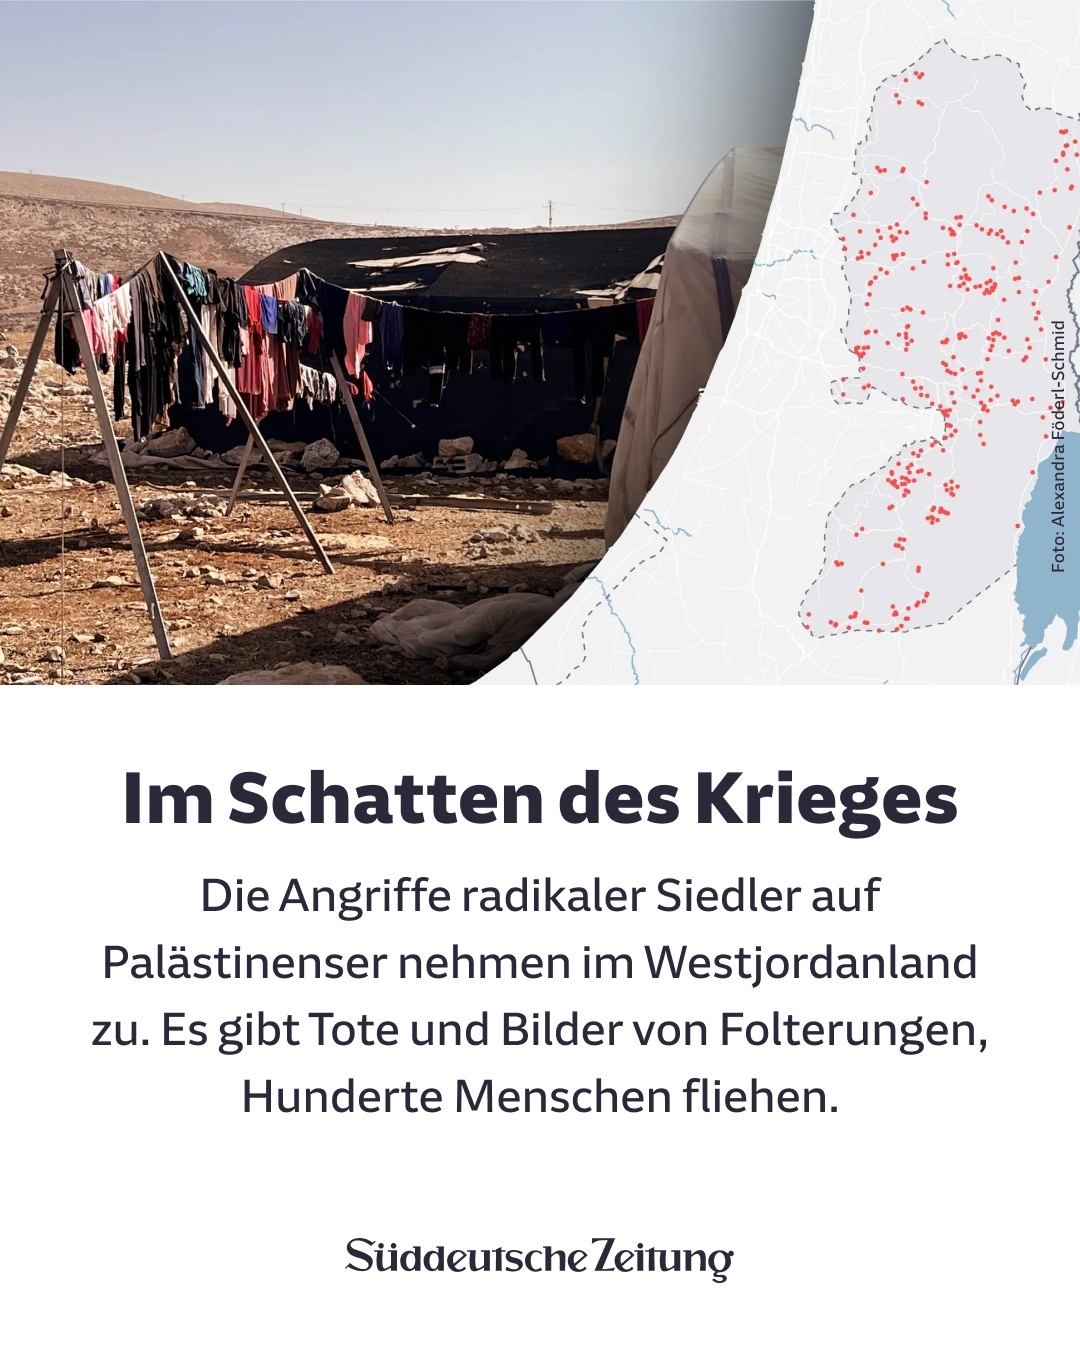 Foto: Alexandra Föderl-Schmid
Im Schatten des Krieges
Die Angriffe radikaler Siedler auf
Palästinenser nehmen im Westjordanland
zu. Es gibt Tote und Bilder von Folterungen,
Hunderte Menschen fliehen.
Süddeutsche Zeitung